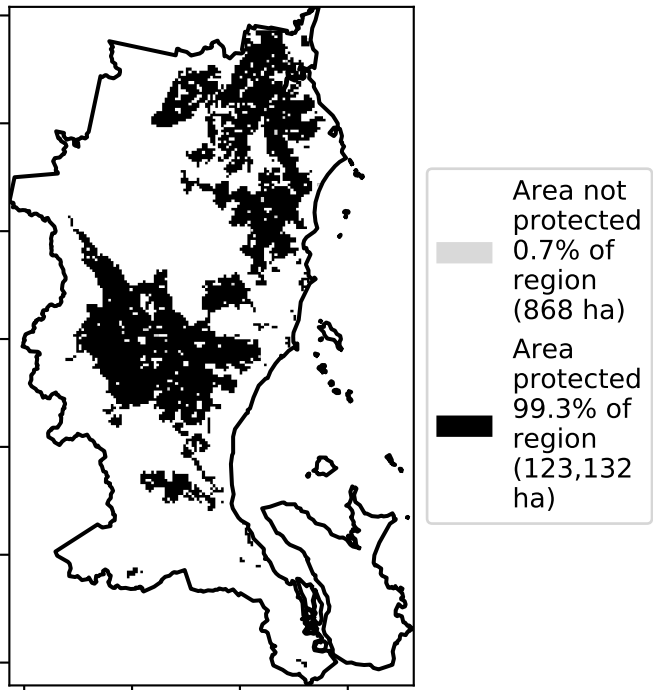 Area not
protected
0.7% of
region
(868 ha)
Area
protected
99.3% of
region
(123,132
ha)